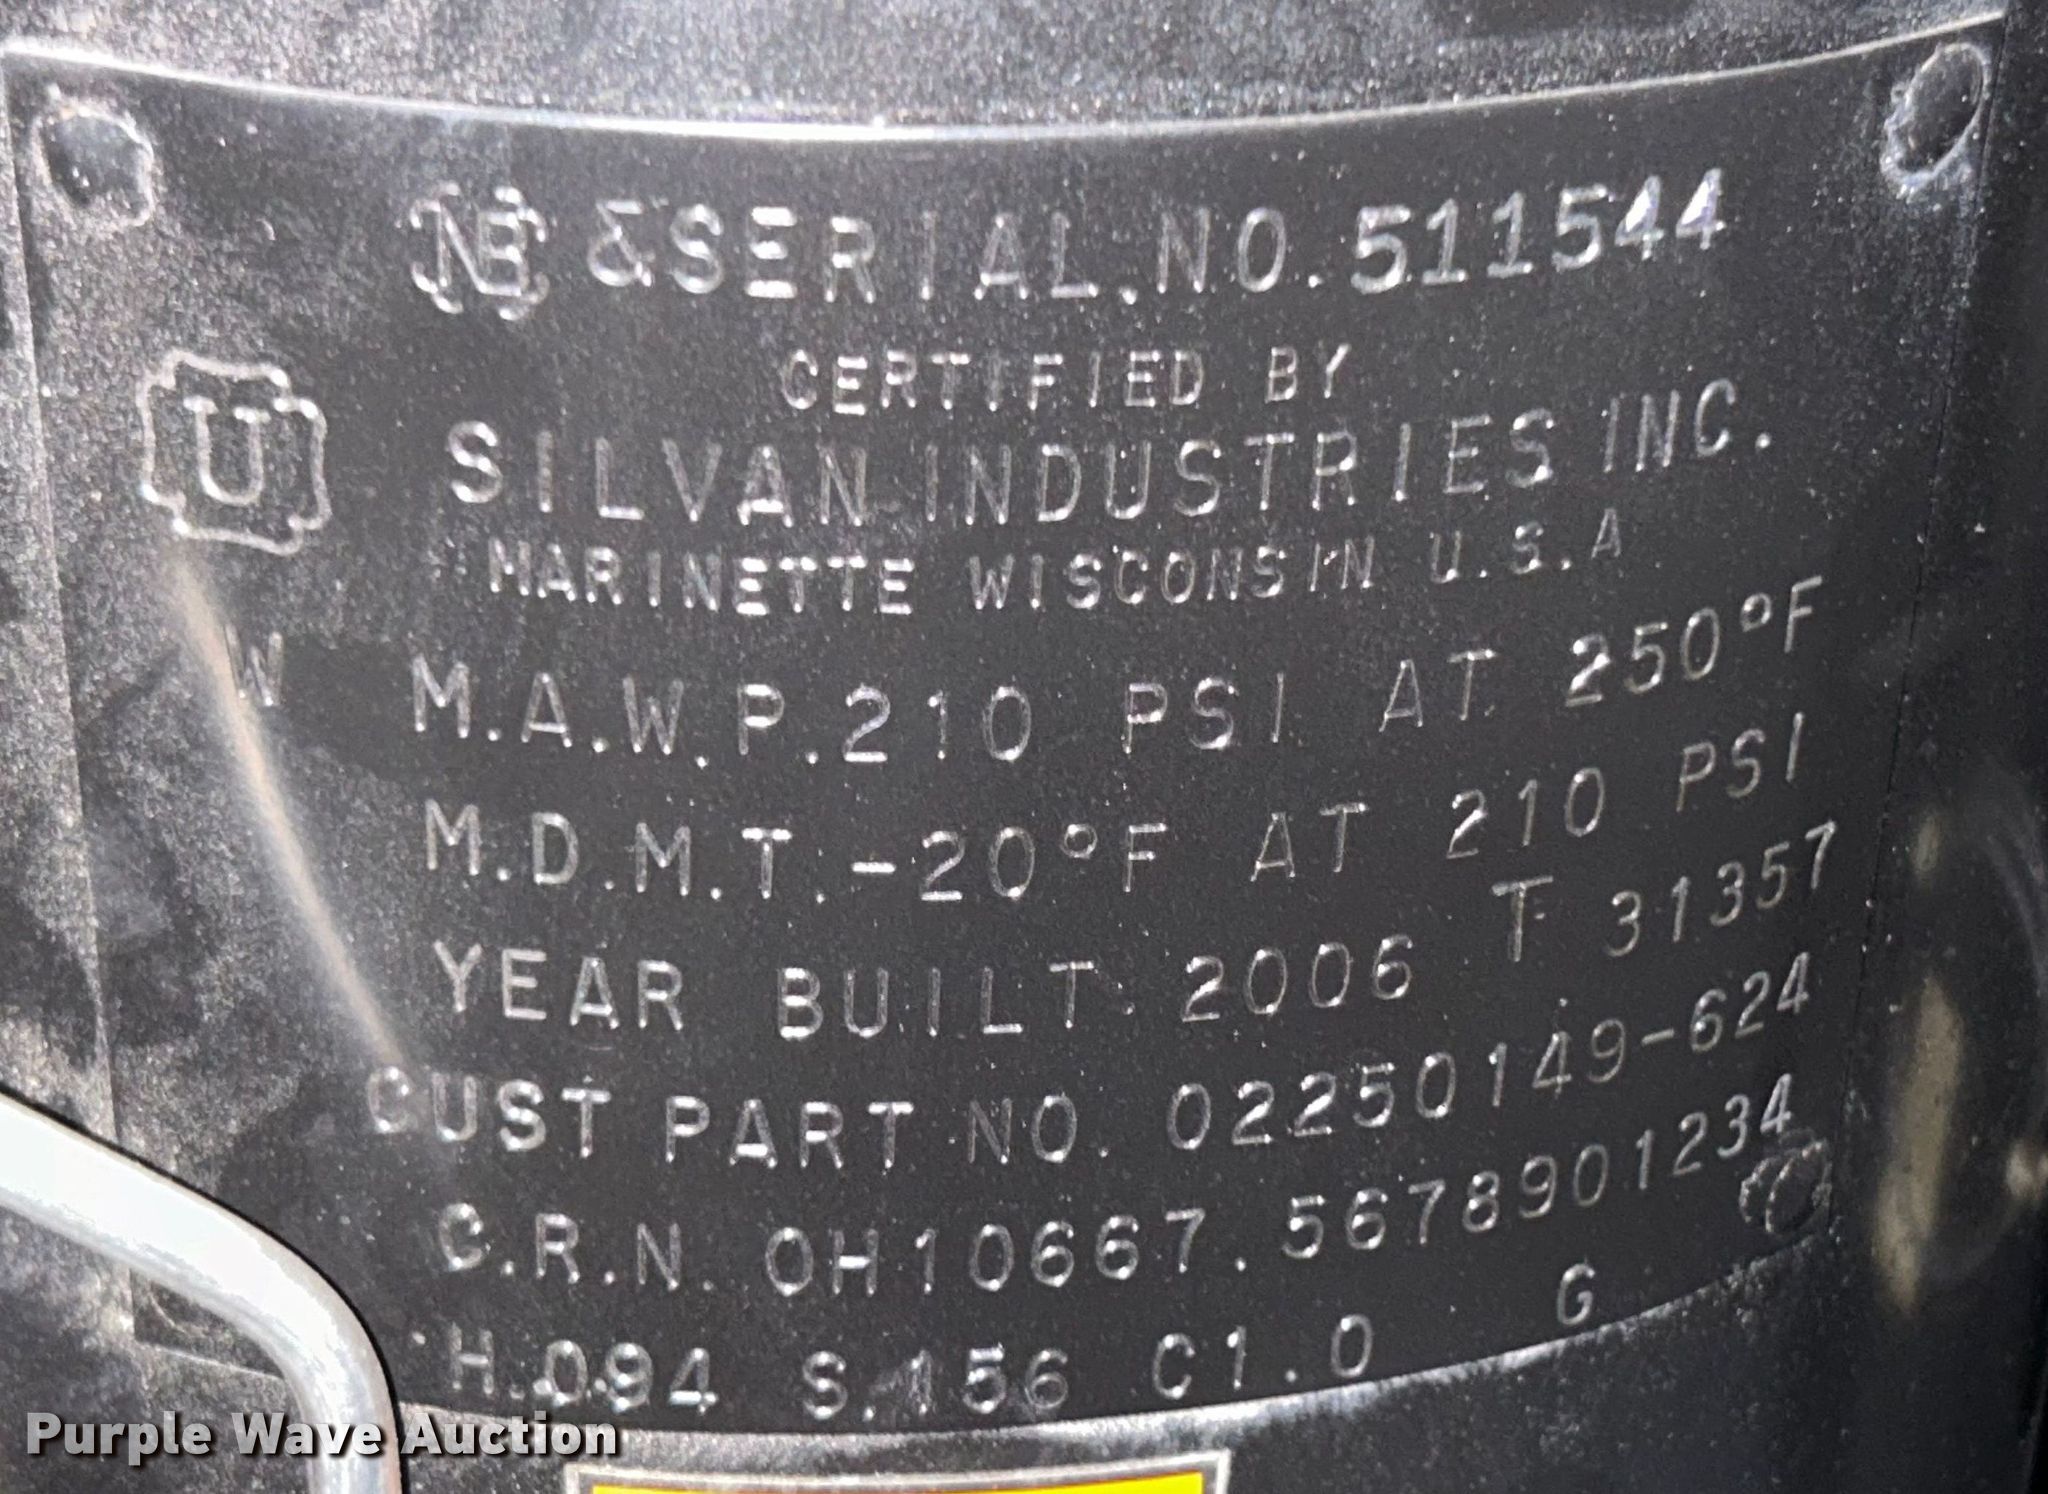 NB & SERIAL. NO. 511544
CERTIFIED BY
U
SILVAN INDUSTRIES INC.
MARINETTE WISCONSIN U.S.A
W
M.A.W.P. 210 PSI AT 250°F
M.D.M.T. -20°F AT 210 PSI
YEAR BUILT 2006 T 31357
CUST PART NO. 02250149-624
C.R.N. OH10667.5678901234
H.094 S.156 C1.0 G
Purple Wave Auction